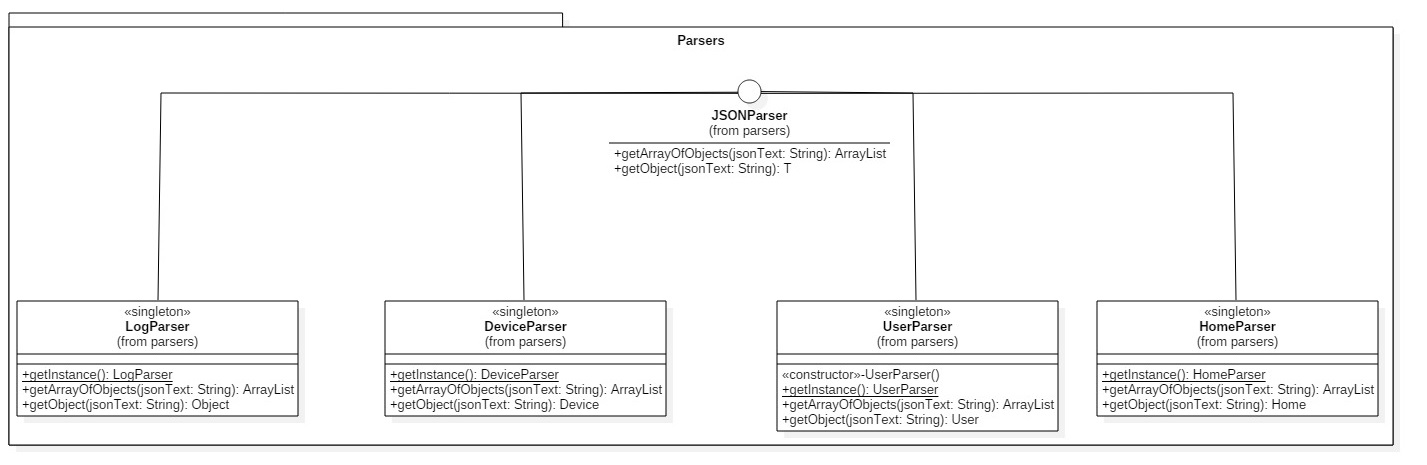 Parsers
JSONParser
(from parsers)
+getArrayOfObjects(jsonText: String): ArrayList
+getObject(jsonText: String): T
«singleton»
LogParser
(from parsers)
+getInstance(): LogParser
+getArrayOfObjects(jsonText: String): ArrayList
+getObject(jsonText: String): Object
«singleton»
DeviceParser
(from parsers)
+getInstance(): DeviceParser
+getArrayOfObjects(jsonText: String): ArrayList
+getObject(jsonText: String): Device
«singleton»
UserParser
(from parsers)
«constructor»-UserParser()
+getInstance(): UserParser
+getArrayOfObjects(jsonText: String): ArrayList
+getObject(jsonText: String): User
«singleton»
HomeParser
(from parsers)
+getInstance(): HomeParser
+getArrayOfObjects(jsonText: String): ArrayList
+getObject(jsonText: String): Home